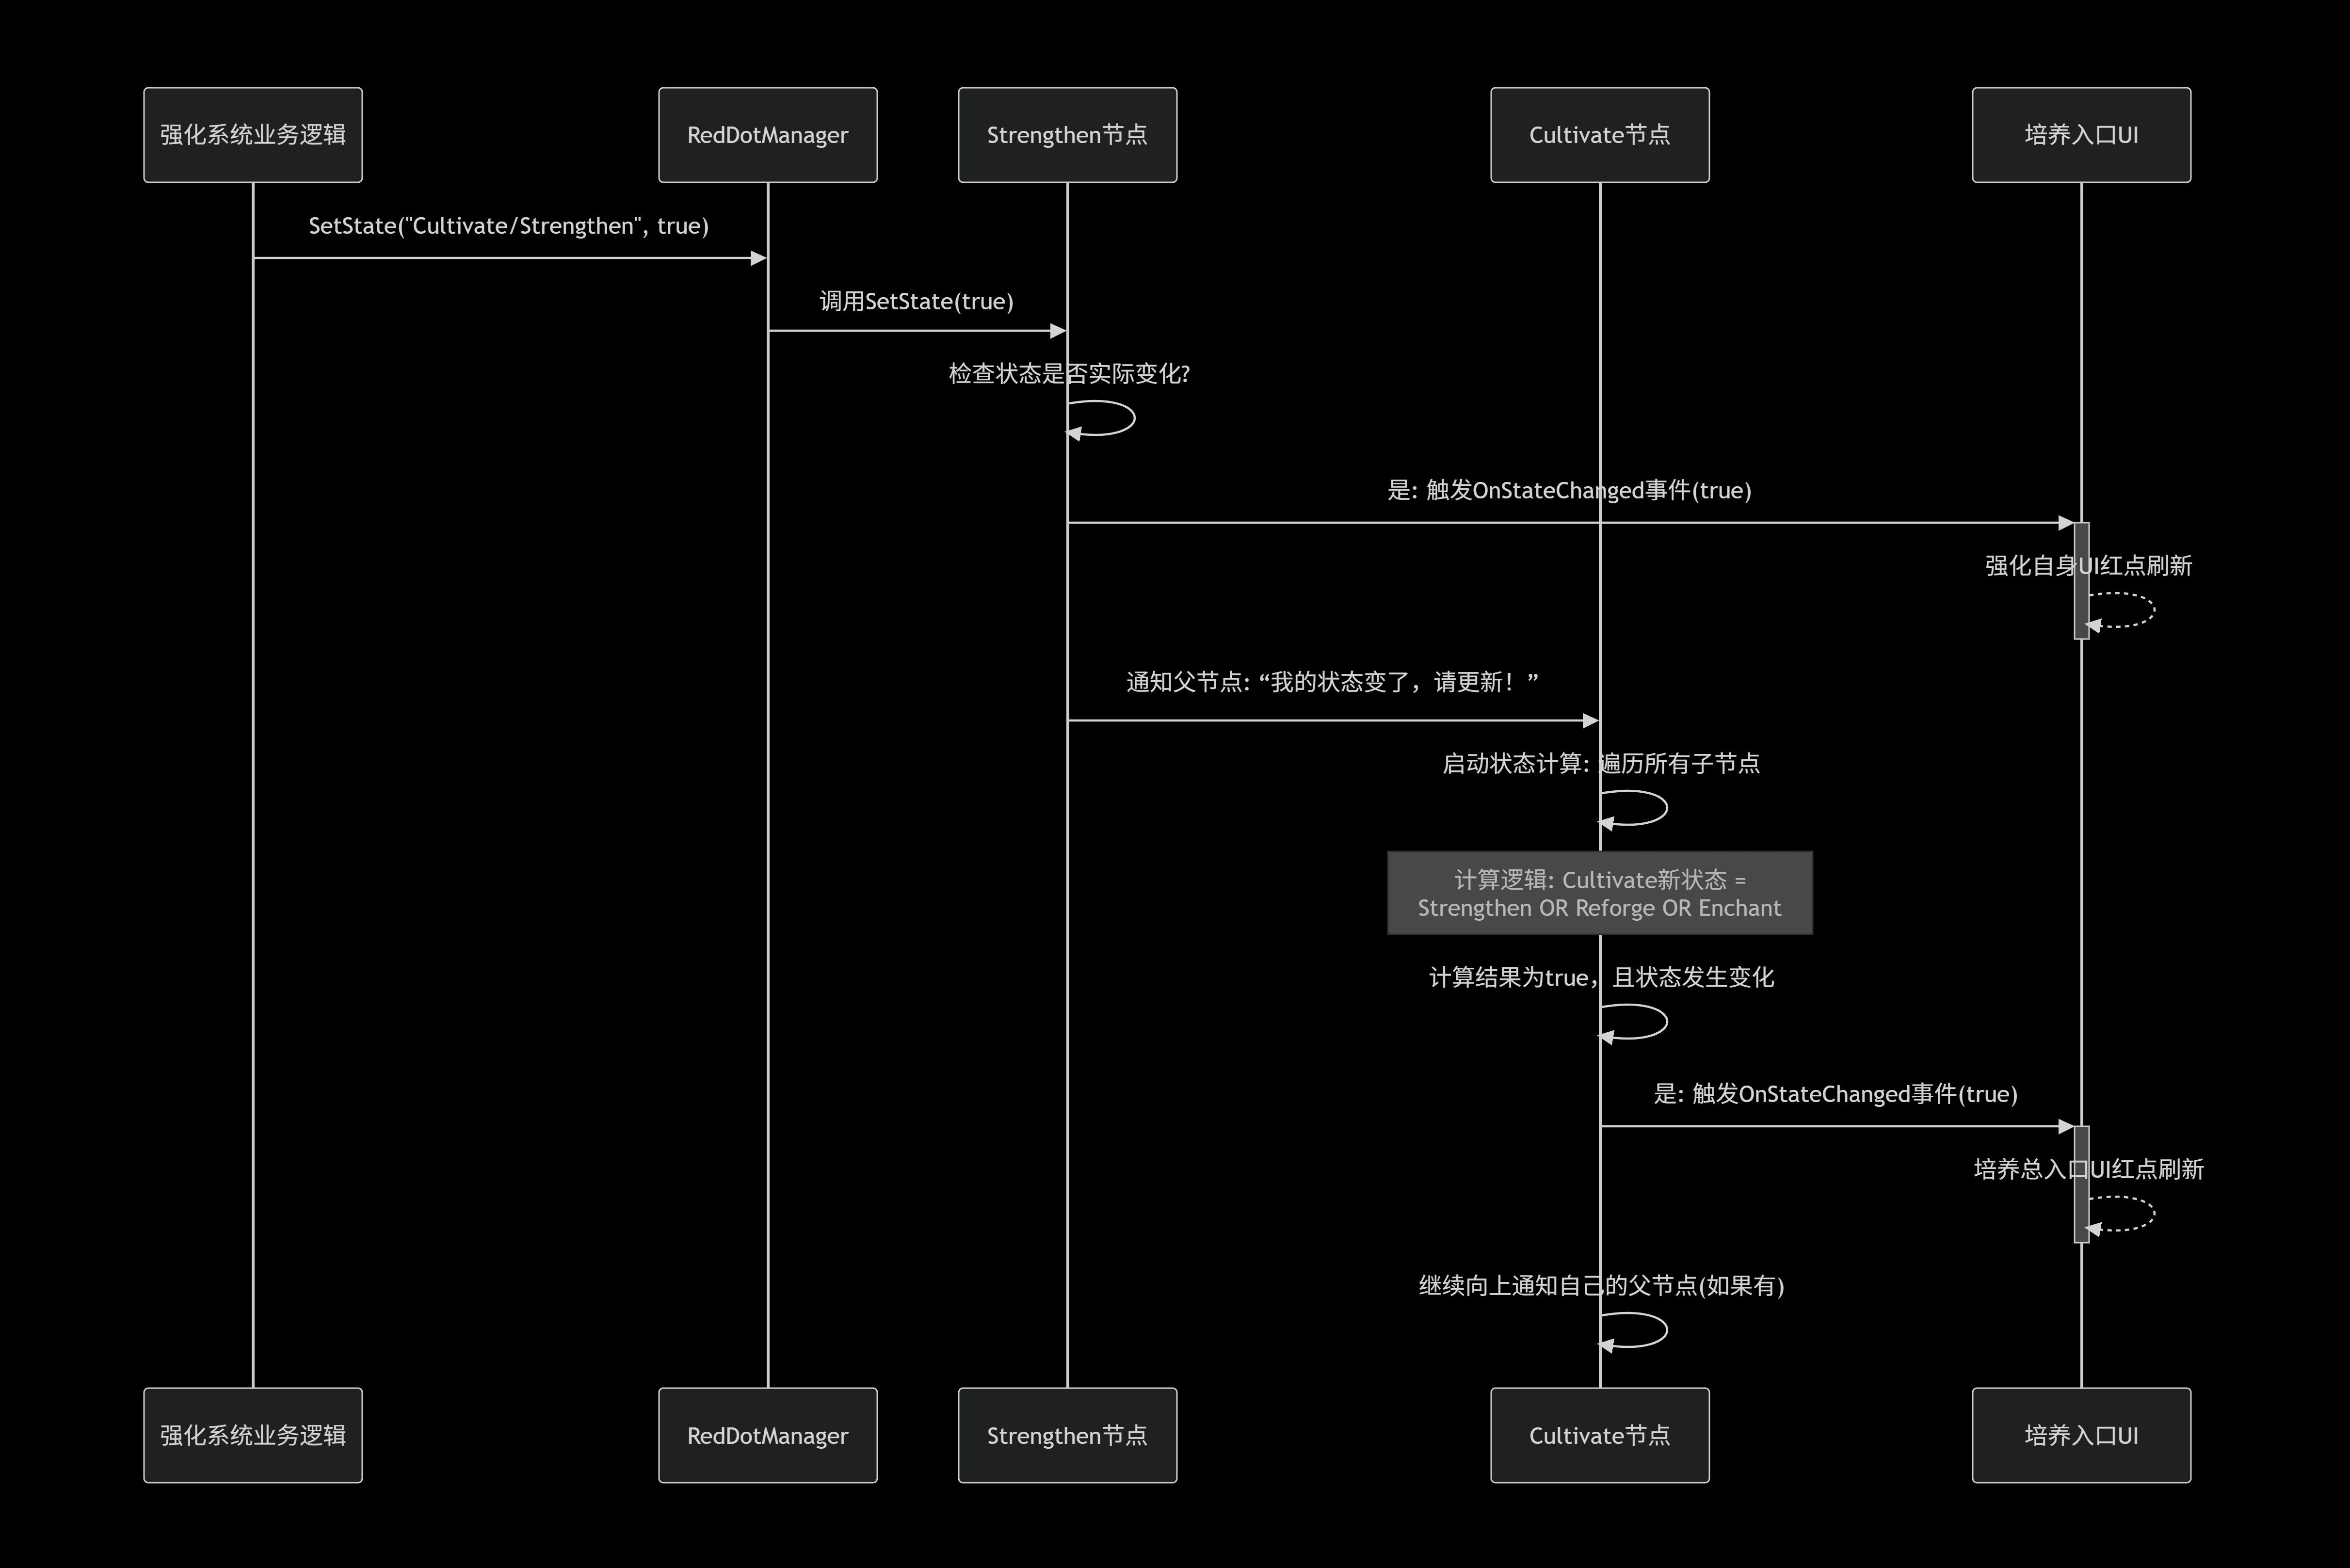 强化系统业务逻辑
RedDotManager
Strengthen节点
Cultivate节点
培养入口UI
SetState("Cultivate/Strengthen", true)
调用SetState(true)
检查状态是否实际变化?
是: 触发OnStateChanged事件(true)
强化自身UI红点刷新
通知父节点: “我的状态变了，请更新！”
启动状态计算: 遍历所有子节点
计算逻辑: Cultivate新状态 =
Strengthen OR Reforge OR Enchant
计算结果为true，且状态发生变化
是: 触发OnStateChanged事件(true)
培养总入口UI红点刷新
继续向上通知自己的父节点(如果有)
强化系统业务逻辑
RedDotManager
Strengthen节点
Cultivate节点
培养入口UI